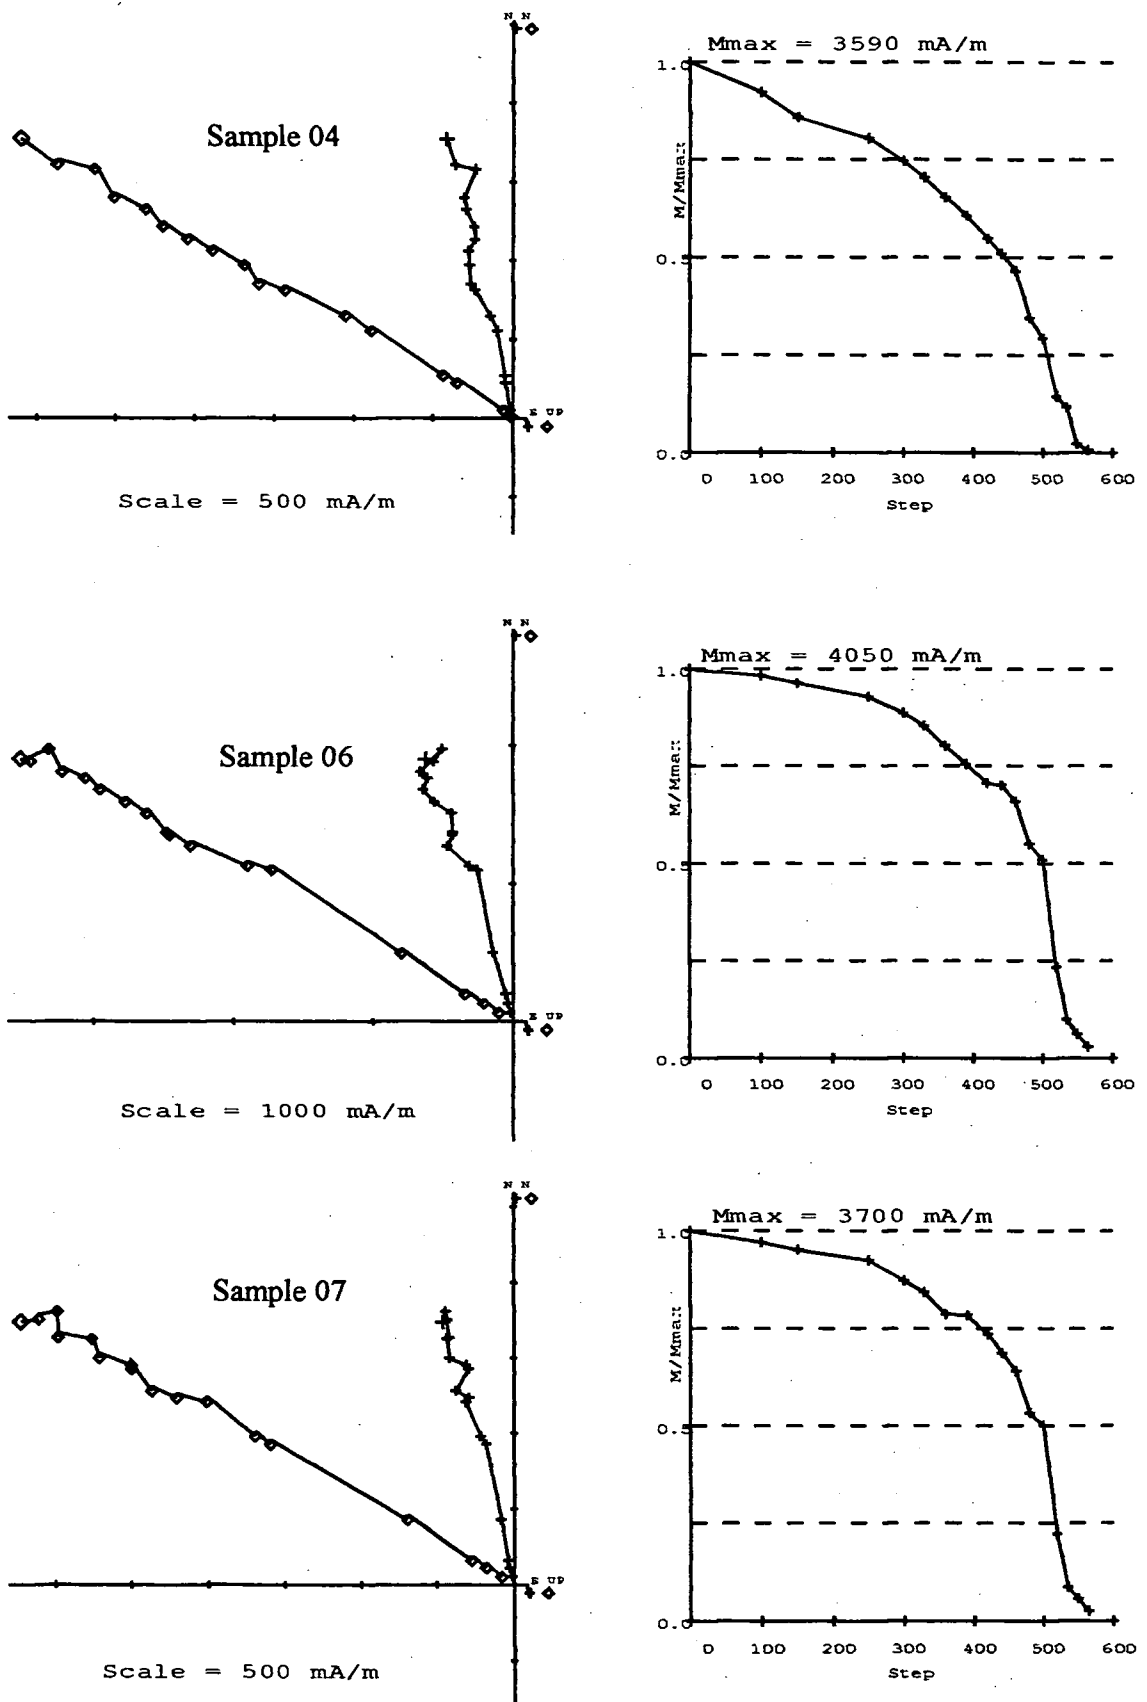 N N
Sample 04
E UP
Scale = 500 mA/m
Mmax = 3590 mA/m
1.0
M/Mmax
0.5
0.0
0 100 200 300 400 500 600
Step
N N
Sample 06
E UP
Scale = 1000 mA/m
Mmax = 4050 mA/m
1.0
M/Mmax
0.5
0.0
0 100 200 300 400 500 600
Step
N N
Sample 07
E UP
Scale = 500 mA/m
Mmax = 3700 mA/m
1.0
M/Mmax
0.5
0.0
0 100 200 300 400 500 600
Step